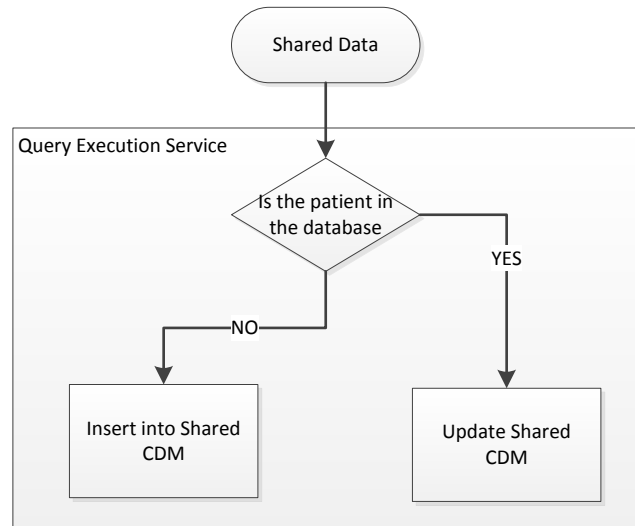 Shared Data
Query Execution Service
Is the patient in
the database
YES
NO
Insert into Shared
CDM
Update Shared
CDM